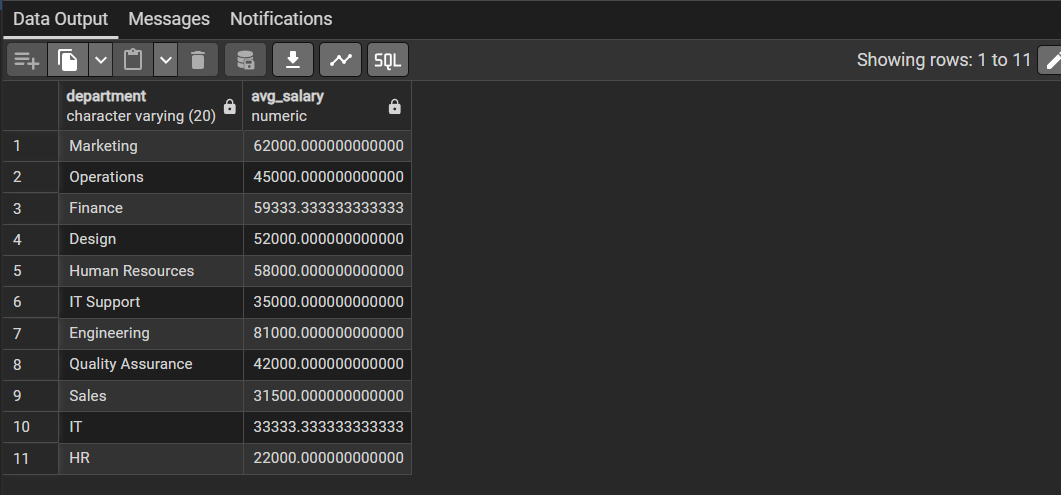 Data Output Messages Notifications
SQL Showing rows: 1 to 11
department avg_salary
character varying (20) numeric
1 Marketing 62000.000000000000
2 Operations 45000.000000000000
3 Finance 59333.333333333333
4 Design 52000.000000000000
5 Human Resources 58000.000000000000
6 IT Support 35000.000000000000
7 Engineering 81000.000000000000
8 Quality Assurance 42000.000000000000
9 Sales 31500.000000000000
10 IT 33333.333333333333
11 HR 22000.000000000000